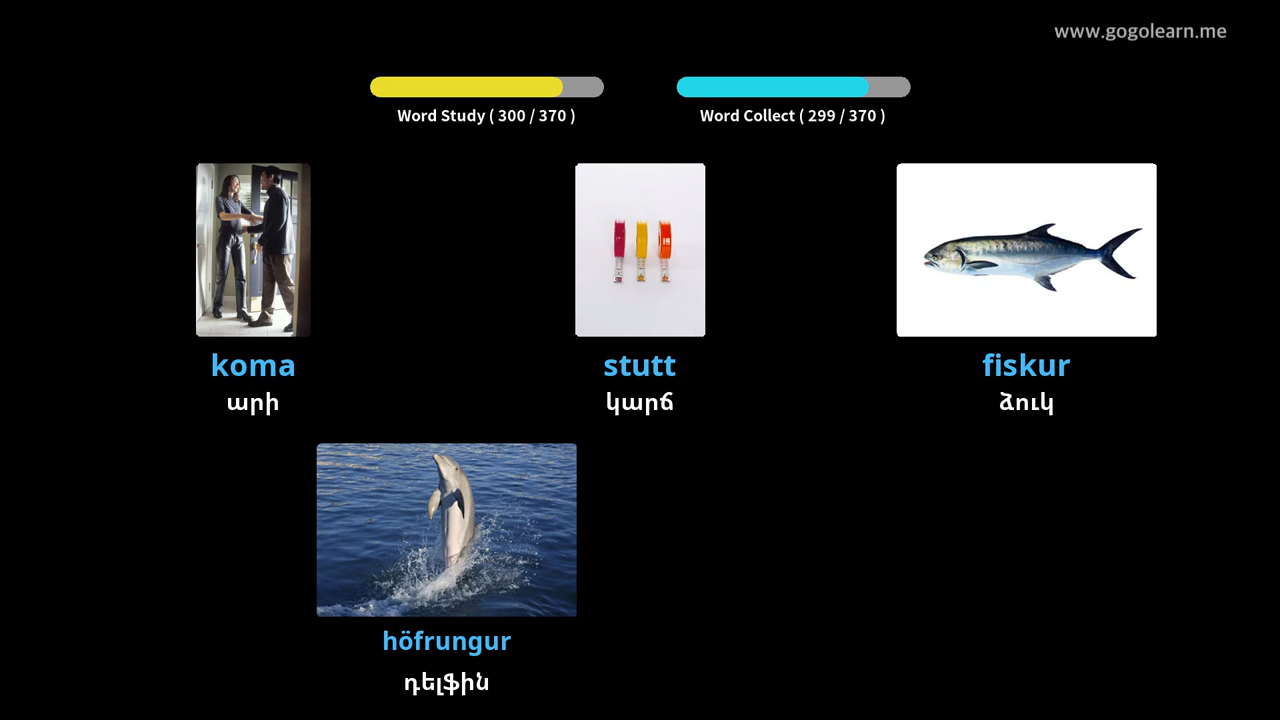 www.gogolearn.me
Word Study ( 300 / 370 )
Word Collect ( 299 / 370 )
koma
stutt
fiskur
արի
կարճ
ձուկ
höfrungur
դելֆին